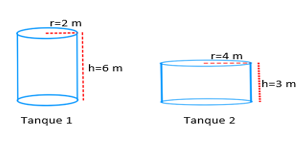 r=2 m
h=6 m
Tanque 1
r=4 m
h=3 m
Tanque 2